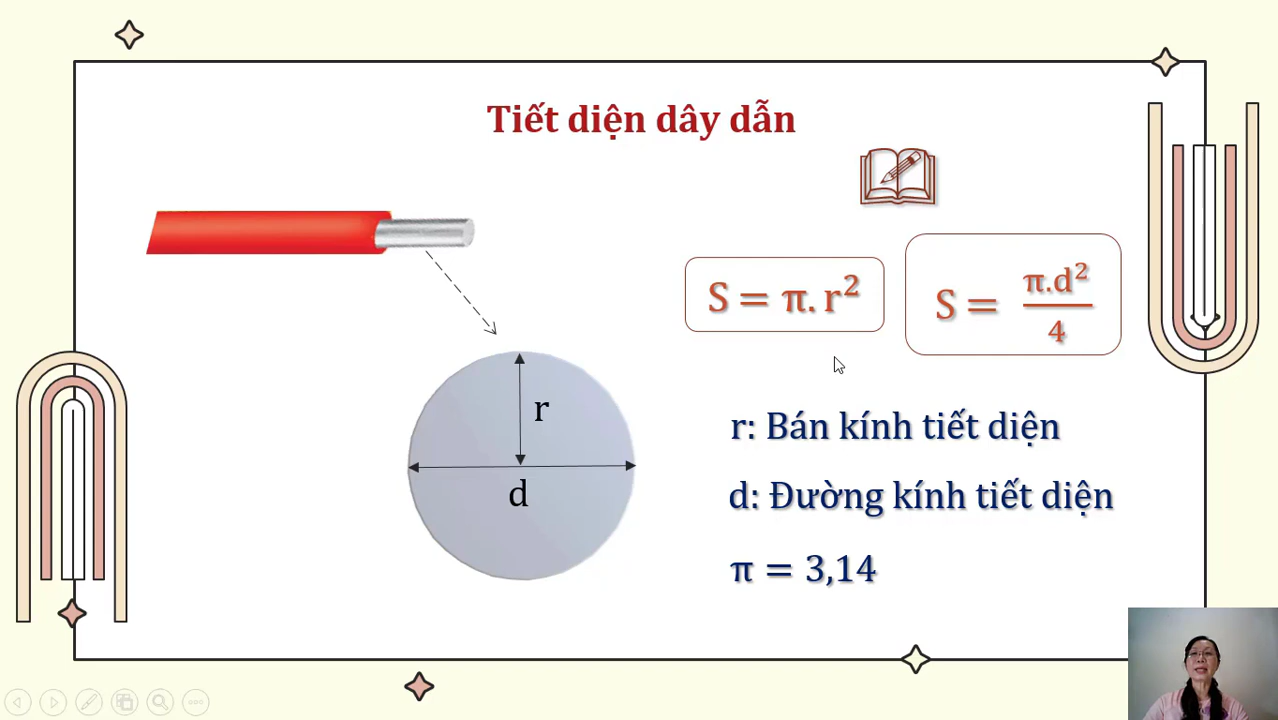 Tiết diện dây dẫn
S = π. r²
S = π.d²/4
r
d
r: Bán kính tiết diện
d: Đường kính tiết diện
π = 3,14